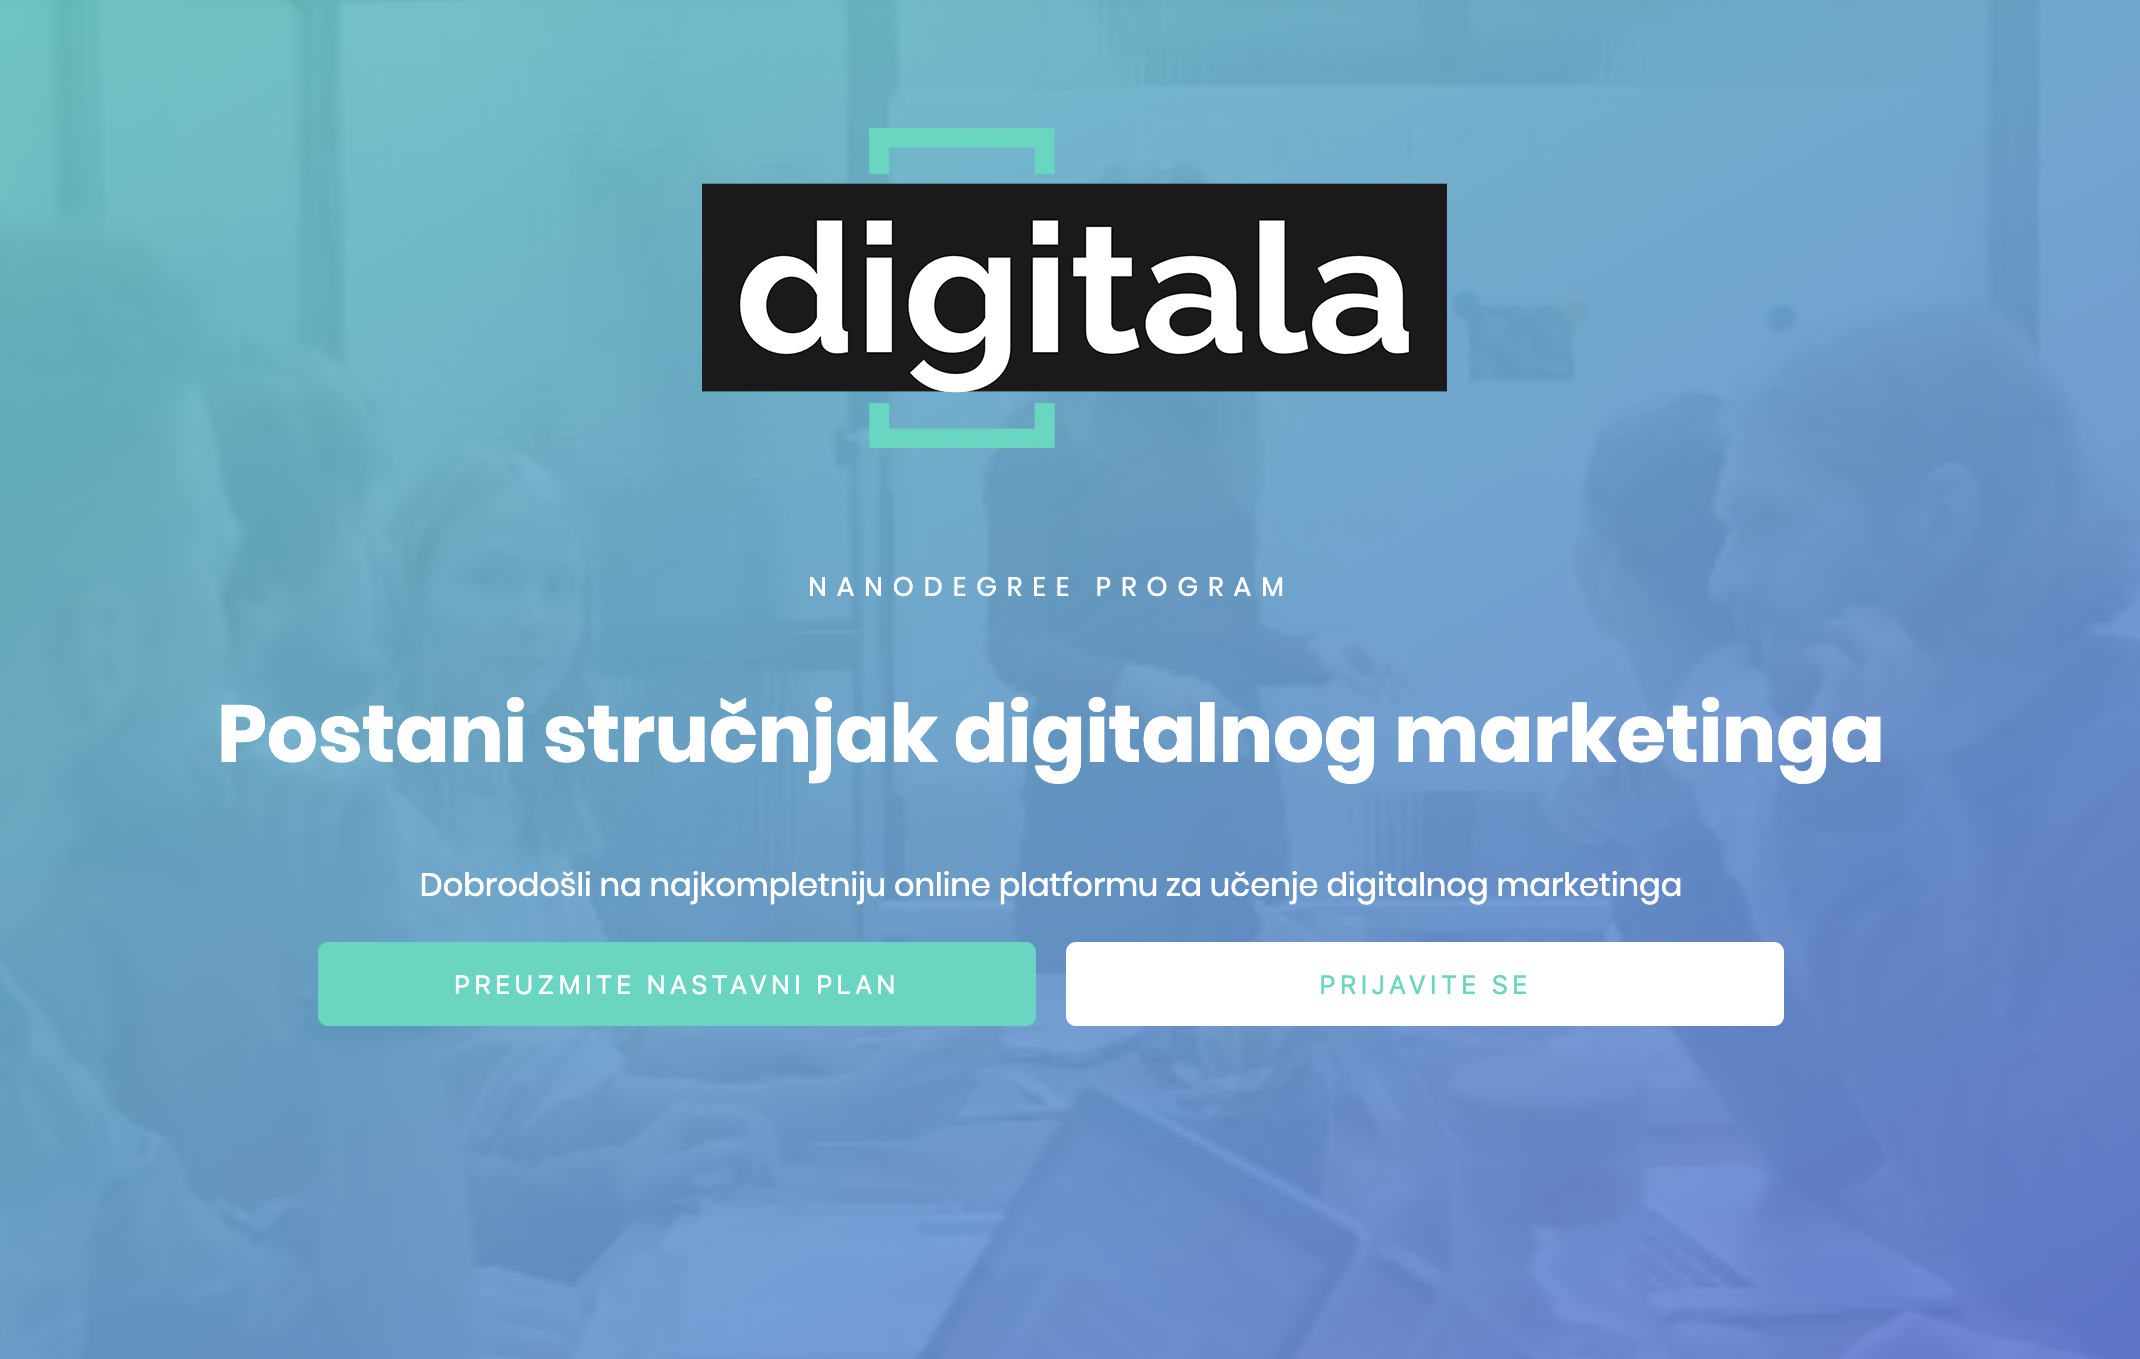 digitala
NANODEGREE PROGRAM
Postani stručnjak digitalnog marketinga
Dobrodošli na najkompletniju online platformu za učenje digitalnog marketinga
PREUZMITE NASTAVNI PLAN
PRIJAVITE SE